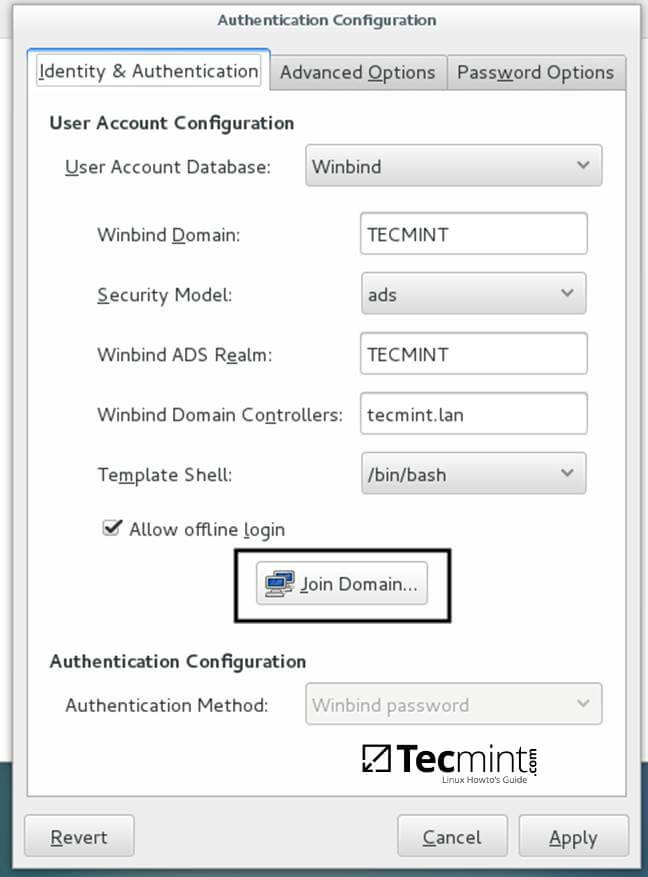 Authentication Configuration
Identity & Authentication
Advanced Options
Password Options
User Account Configuration
User Account Database: Winbind
Winbind Domain: TECMINT
Security Model: ads
Winbind ADS Realm: TECMINT
Winbind Domain Controllers: tecmint.lan
Template Shell: /bin/bash
Allow offline login
Join Domain...
Authentication Configuration
Authentication Method: Winbind password
Tecmint.com
Linux Howto's Guide
Revert
Cancel
Apply